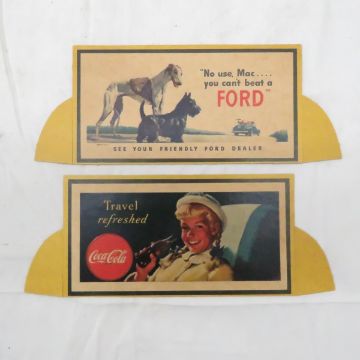 "No use, Mac....
you can't beat a
FORD"
SEE YOUR FRIENDLY FORD DEALER
Travel
refreshed
Coca-Cola